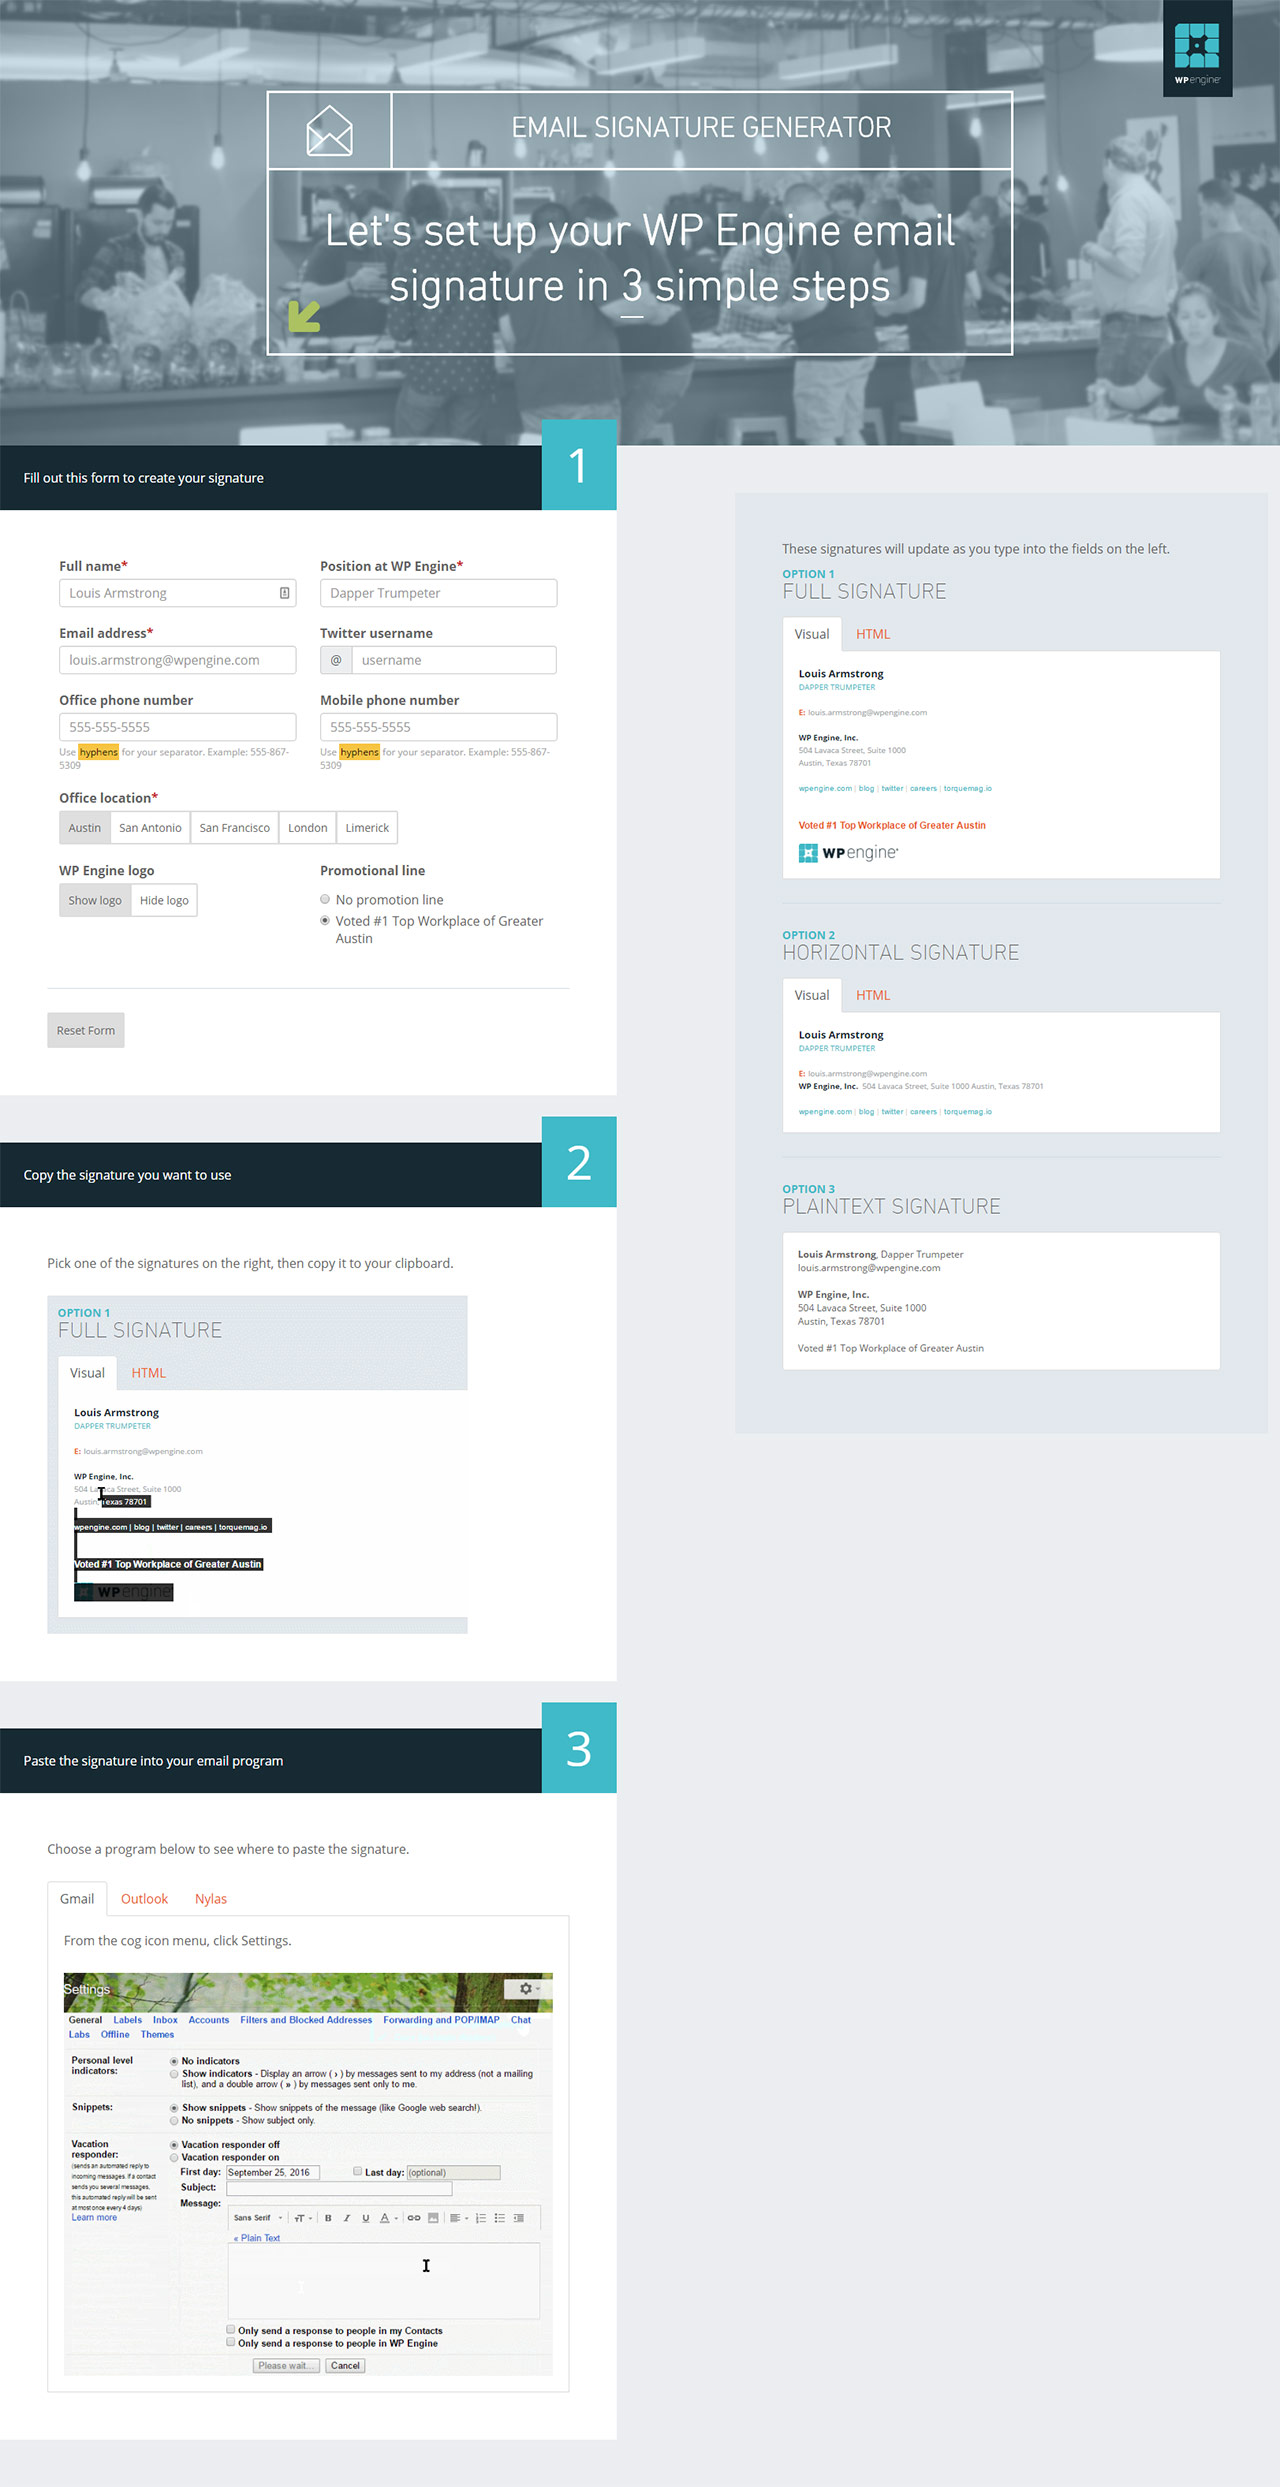 WPengine
EMAIL SIGNATURE GENERATOR
Let's set up your WP Engine email
signature in 3 simple steps
Fill out this form to create your signature
1
Full name*
Louis Armstrong
Position at WP Engine*
Dapper Trumpeter
Email address*
louis.armstrong@wpengine.com
Twitter username
@ username
Office phone number
555-555-5555
Use hyphens for your separator. Example: 555-867-
5309
Mobile phone number
555-555-5555
Use hyphens for your separator. Example: 555-867-
5309
Office location*
Austin San Antonio San Francisco London Limerick
WP Engine logo
Show logo Hide logo
Promotional line
No promotion line
Voted #1 Top Workplace of Greater
Austin
Reset Form
2
Copy the signature you want to use
Pick one of the signatures on the right, then copy it to your clipboard.
OPTION 1
FULL SIGNATURE
Visual HTML
Louis Armstrong
DAPPER TRUMPETER
E: louis.armstrong@wpengine.com
WP Engine, Inc.
504 Lavaca Street, Suite 1000
Austin, Texas 78701
wpengine.com | blog | twitter | careers | torquemag.io
Voted #1 Top Workplace of Greater Austin
WPengine
3
Paste the signature into your email program
Choose a program below to see where to paste the signature.
Gmail Outlook Nylas
From the cog icon menu, click Settings.
Settings
General Labels Inbox Accounts Filters and Blocked Addresses Forwarding and POP/IMAP Chat
Labs Offline Themes
Personal level
indicators:
No indicators
Show indicators - Display an arrow ( › ) by messages sent to my address (not a mailing
list), and a double arrow ( » ) by messages sent only to me.
Snippets:
Show snippets - Show snippets of the message (like Google web search!).
No snippets - Show subject only.
Vacation
responder:
(sends an automated reply to
incoming messages. If a contact
sends you several messages,
this automated reply will be sent
at most once every 4 days)
Learn more
Vacation responder off
Vacation responder on
First day: September 25, 2016 Last day: (optional)
Subject:
Message:
Sans Serif
« Plain Text
Only send a response to people in my Contacts
Only send a response to people in WP Engine
Please wait... Cancel
These signatures will update as you type into the fields on the left.
OPTION 1
FULL SIGNATURE
Visual HTML
Louis Armstrong
DAPPER TRUMPETER
E: louis.armstrong@wpengine.com
WP Engine, Inc.
504 Lavaca Street, Suite 1000
Austin, Texas 78701
wpengine.com | blog | twitter | careers | torquemag.io
Voted #1 Top Workplace of Greater Austin
WPengine
OPTION 2
HORIZONTAL SIGNATURE
Visual HTML
Louis Armstrong
DAPPER TRUMPETER
E: louis.armstrong@wpengine.com
WP Engine, Inc. 504 Lavaca Street, Suite 1000 Austin, Texas 78701
wpengine.com | blog | twitter | careers | torquemag.io
OPTION 3
PLAINTEXT SIGNATURE
Louis Armstrong, Dapper Trumpeter
louis.armstrong@wpengine.com
WP Engine, Inc.
504 Lavaca Street, Suite 1000
Austin, Texas 78701
Voted #1 Top Workplace of Greater Austin